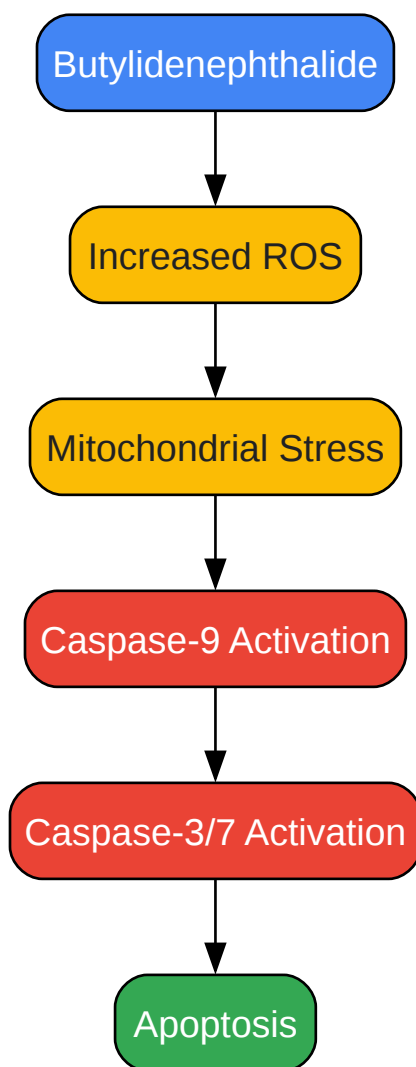 Butylidenephthalide
Increased ROS
Mitochondrial Stress
Caspase-9 Activation
Caspase-3/7 Activation
Apoptosis